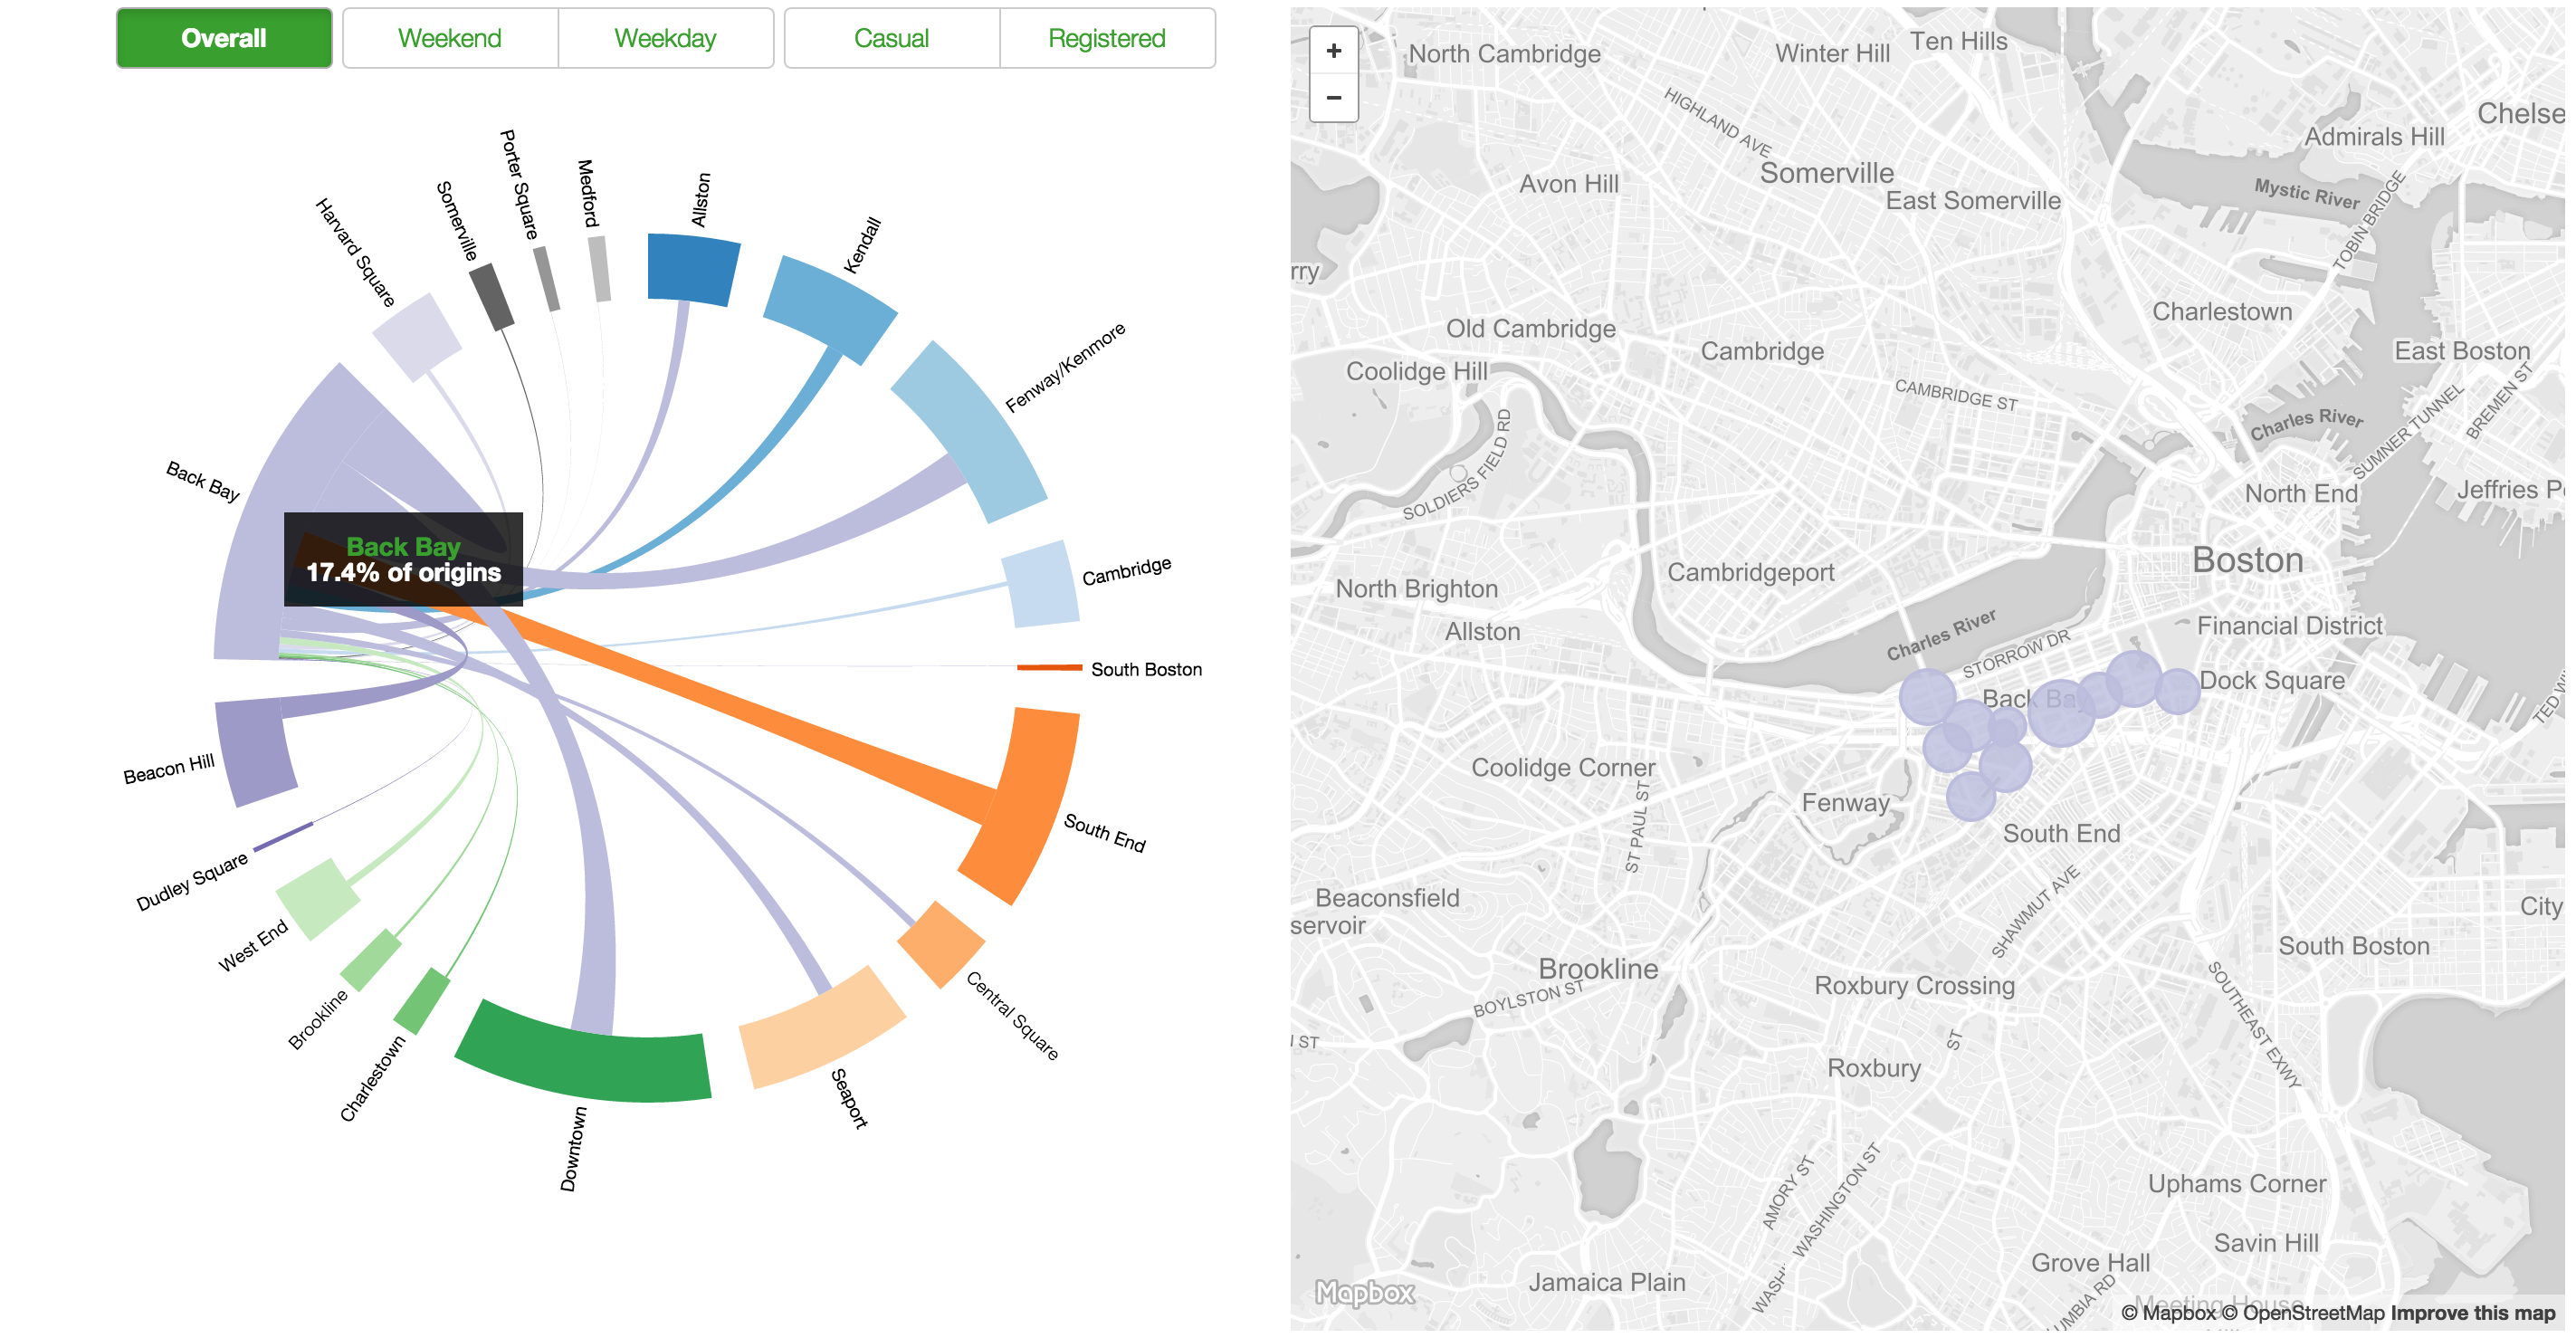 Overall
Weekend
Weekday
Casual
Registered
Porter Square
Medford
Allston
Somerville
Harvard Square
Kendall
Fenway/Kenmore
Back Bay
Back Bay
17.4% of origins
Cambridge
South Boston
Beacon Hill
South End
Dudley Square
West End
Central Square
Brookline
Charlestown
Seaport
Downtown
+
−
North Cambridge
Winter Hill
Ten Hills
HIGHLAND AVE
Chelse
Admirals Hill
Somerville
Avon Hill
East Somerville
Mystic River
TOBIN BRIDGE
rry
Charlestown
Old Cambridge
Cambridge
East Boston
Coolidge Hill
CAMBRIDGE ST
BREMEN ST
Charles River
SUMNER TUNNEL
SOLDIERS FIELD RD
North End
Jeffries P
Boston
Cambridgeport
North Brighton
Allston
Charles River
Financial District
STORROW DR
Dock Square
Back Ba
TED WI
Coolidge Corner
Fenway
ST PAUL ST
South End
Beaconsfield
servoir
SHAWMUT AVE
City
South Boston
Brookline
BOYLSTON ST
Roxbury Crossing
SOUTHEAST EXWY
ST
ST
Roxbury
AMORY ST
WASHINGTON ST
Uphams Corner
Savin Hill
Grove Hall
Jamaica Plain
WASHI
UMBIA RD
Meeting House
Mapbox
© Mapbox © OpenStreetMap Improve this map